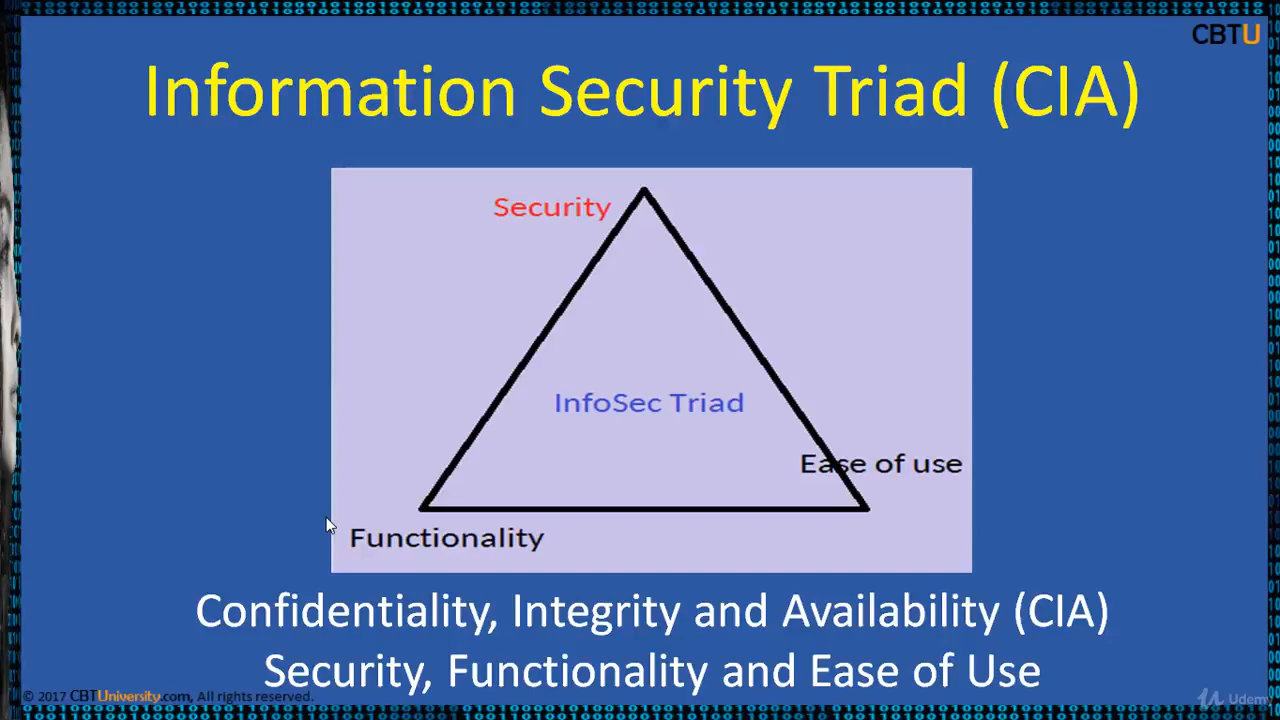 CBTU
Information Security Triad (CIA)
Security
InfoSec Triad
Ease of use
Functionality
Confidentiality, Integrity and Availability (CIA)
Security, Functionality and Ease of Use
© 2017 CBTUniversity.com, All rights reserved.
Udemy